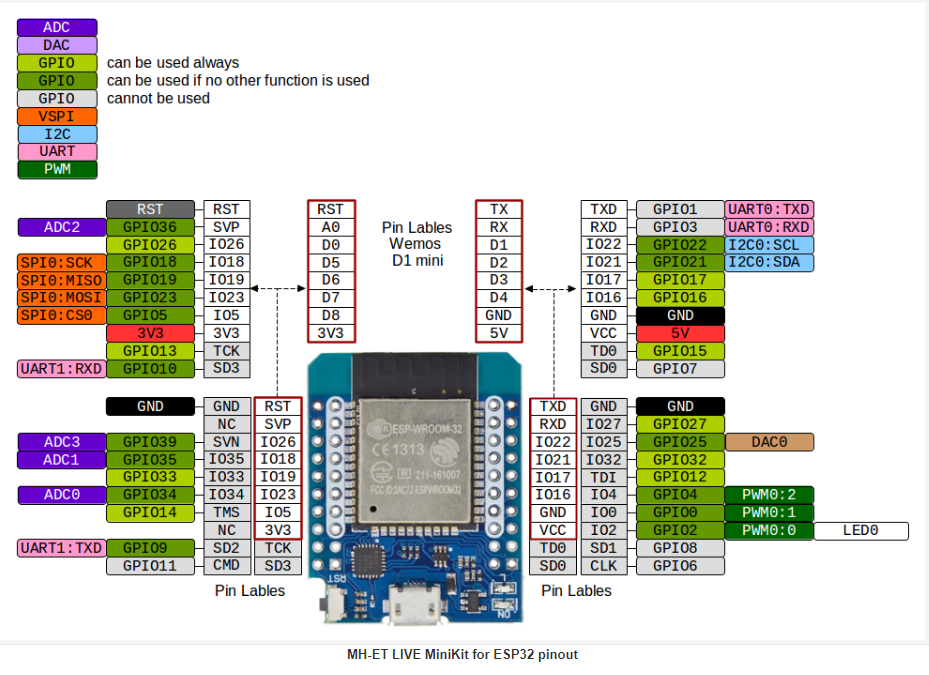 ADC
DAC
GPIO can be used always
GPIO can be used if no other function is used
GPIO cannot be used
VSPI
I2C
UART
PWM
RST RST RST TX TXD GPIO1 UART0:TXD
ADC2 GPIO36 SVP A0 Pin Lables RX RXD GPIO3 UART0:RXD
GPIO26 IO26 D0 Wemos D1 IO22 GPIO22 I2C0:SCL
SPI0:SCK GPIO18 IO18 D5 D1 mini D2 IO21 GPIO21 I2C0:SDA
SPI0:MISO GPIO19 IO19 D6 D3 IO17 GPIO17
SPI0:MOSI GPIO23 IO23 D7 D4 IO16 GPIO16
SPI0:CS0 GPIO5 IO5 D8 GND GND GND
3V3 3V3 3V3 5V VCC 5V
GPIO13 TCK TD0 GPIO15
UART1:RXD GPIO10 SD3 SD0 GPIO7
GND GND RST TXD GND GND
NC SVP RXD IO27 GPIO27
ADC3 GPIO39 SVN IO26 IO22 IO25 GPIO25 DAC0
ADC1 GPIO35 IO35 IO18 IO21 IO32 GPIO32
GPIO33 IO33 IO19 IO17 TDI GPIO12
ADC0 GPIO34 IO34 IO23 IO16 IO4 GPIO4 PWM0:2
GPIO14 TMS IO5 GND IO0 GPIO0 PWM0:1
NC 3V3 VCC IO2 GPIO2 PWM0:0 LED0
UART1:TXD GPIO9 SD2 TCK TD0 SD1 GPIO8
GPIO11 CMD SD3 SD0 CLK GPIO6
ESP-WROOM-32
CE1313
R 211-161007
FCC ID:2AC7Z-ESPWROOM32
RST
ON
Pin Lables Pin Lables
MH-ET LIVE MiniKit for ESP32 pinout